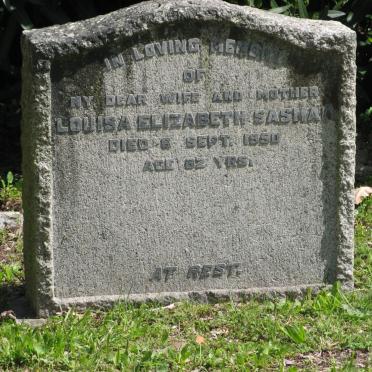 IN LOVING MEMORY
OF
MY DEAR WIFE AND MOTHER
LOUISA ELIZABETH
DIED 6 SEPT. 1950
AGE 82 YRS.
AT REST.